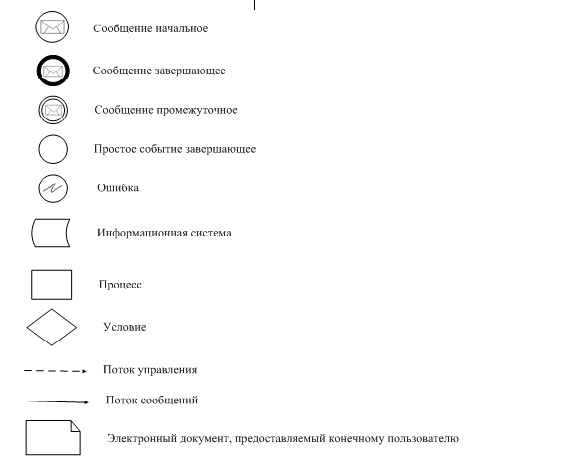 Сообщение начальное
Сообщение завершающее
Сообщение промежуточное
Простое событие завершающее
Ошибка
Информационная система
Процесс
Условие
Поток управления
Поток сообщений
Электронный документ, предоставляемый конечному пользователю